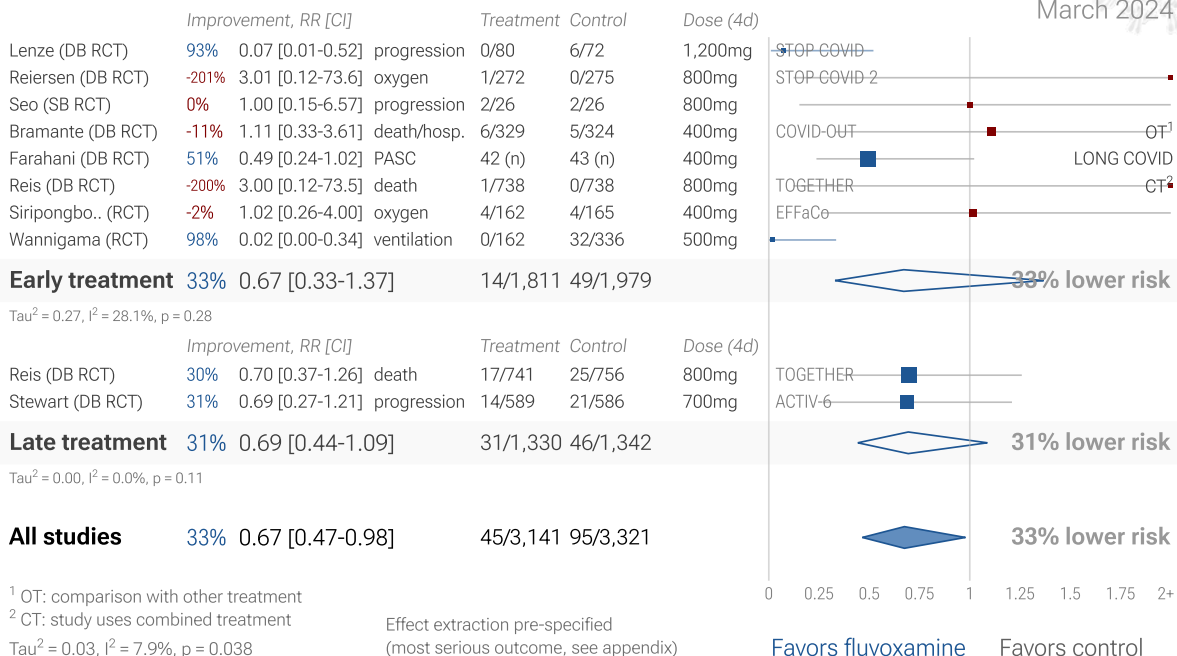 March 2024
Improvement, RR [CI] Treatment Control Dose (4d)
Lenze (DB RCT) 93% 0.07 [0.01-0.52] progression 0/80 6/72 1,200mg STOP COVID
Reiersen (DB RCT) -201% 3.01 [0.12-73.6] oxygen 1/272 0/275 800mg STOP COVID 2
Seo (SB RCT) 0% 1.00 [0.15-6.57] progression 2/26 2/26 800mg
Bramante (DB RCT) -11% 1.11 [0.33-3.61] death/hosp. 6/329 5/324 400mg COVID-OUT OT¹
Farahani (DB RCT) 51% 0.49 [0.24-1.02] PASC 42 (n) 43 (n) 400mg LONG COVID
Reis (DB RCT) -200% 3.00 [0.12-73.5] death 1/738 0/738 800mg TOGETHER CT²
Siripongbo.. (RCT) -2% 1.02 [0.26-4.00] oxygen 4/162 4/165 400mg EFFaCo
Wannigama (RCT) 98% 0.02 [0.00-0.34] ventilation 0/162 32/336 500mg
Early treatment 33% 0.67 [0.33-1.37] 14/1,811 49/1,979 33% lower risk
Tau² = 0.27, I² = 28.1%, p = 0.28
Improvement, RR [CI] Treatment Control Dose (4d)
Reis (DB RCT) 30% 0.70 [0.37-1.26] death 17/741 25/756 800mg TOGETHER
Stewart (DB RCT) 31% 0.69 [0.27-1.21] progression 14/589 21/586 700mg ACTIV-6
Late treatment 31% 0.69 [0.44-1.09] 31/1,330 46/1,342 31% lower risk
Tau² = 0.00, I² = 0.0%, p = 0.11
All studies 33% 0.67 [0.47-0.98] 45/3,141 95/3,321 33% lower risk
0 0.25 0.5 0.75 1 1.25 1.5 1.75 2+
¹ OT: comparison with other treatment
² CT: study uses combined treatment
Tau² = 0.03, I² = 7.9%, p = 0.038
Effect extraction pre-specified
(most serious outcome, see appendix)
Favors fluvoxamine Favors control